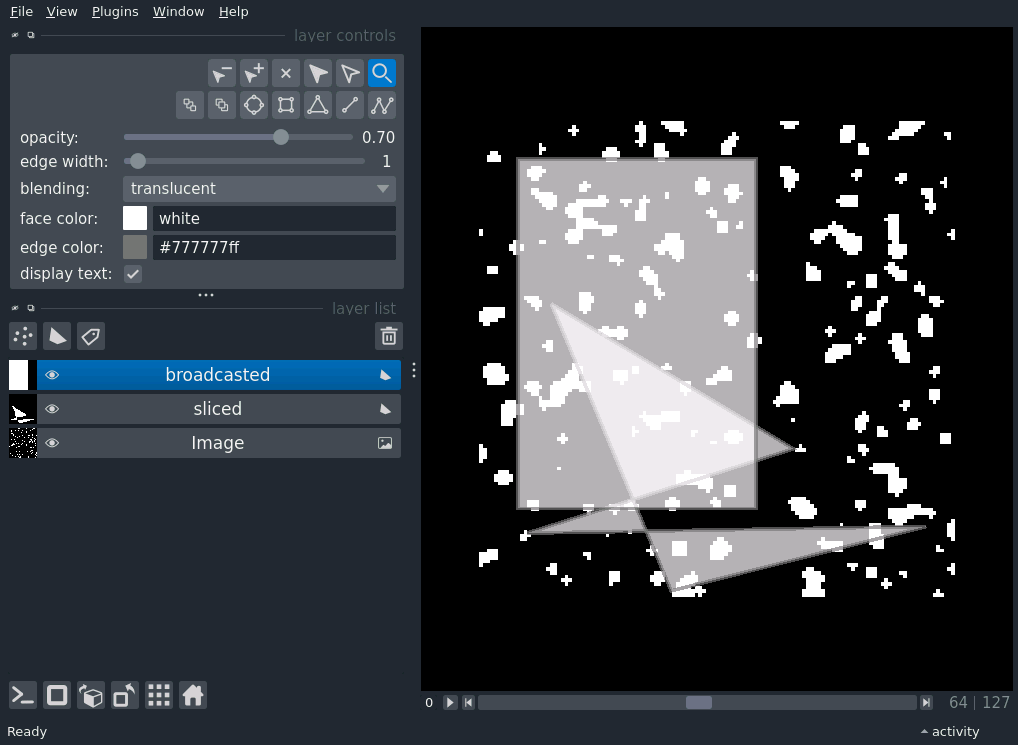 File View Plugins Window Help
layer controls
opacity: 0.70
edge width: 1
blending: translucent
face color: white
edge color: #777777ff
display text:
layer list
broadcasted
sliced
Image
0 64 | 127
Ready activity